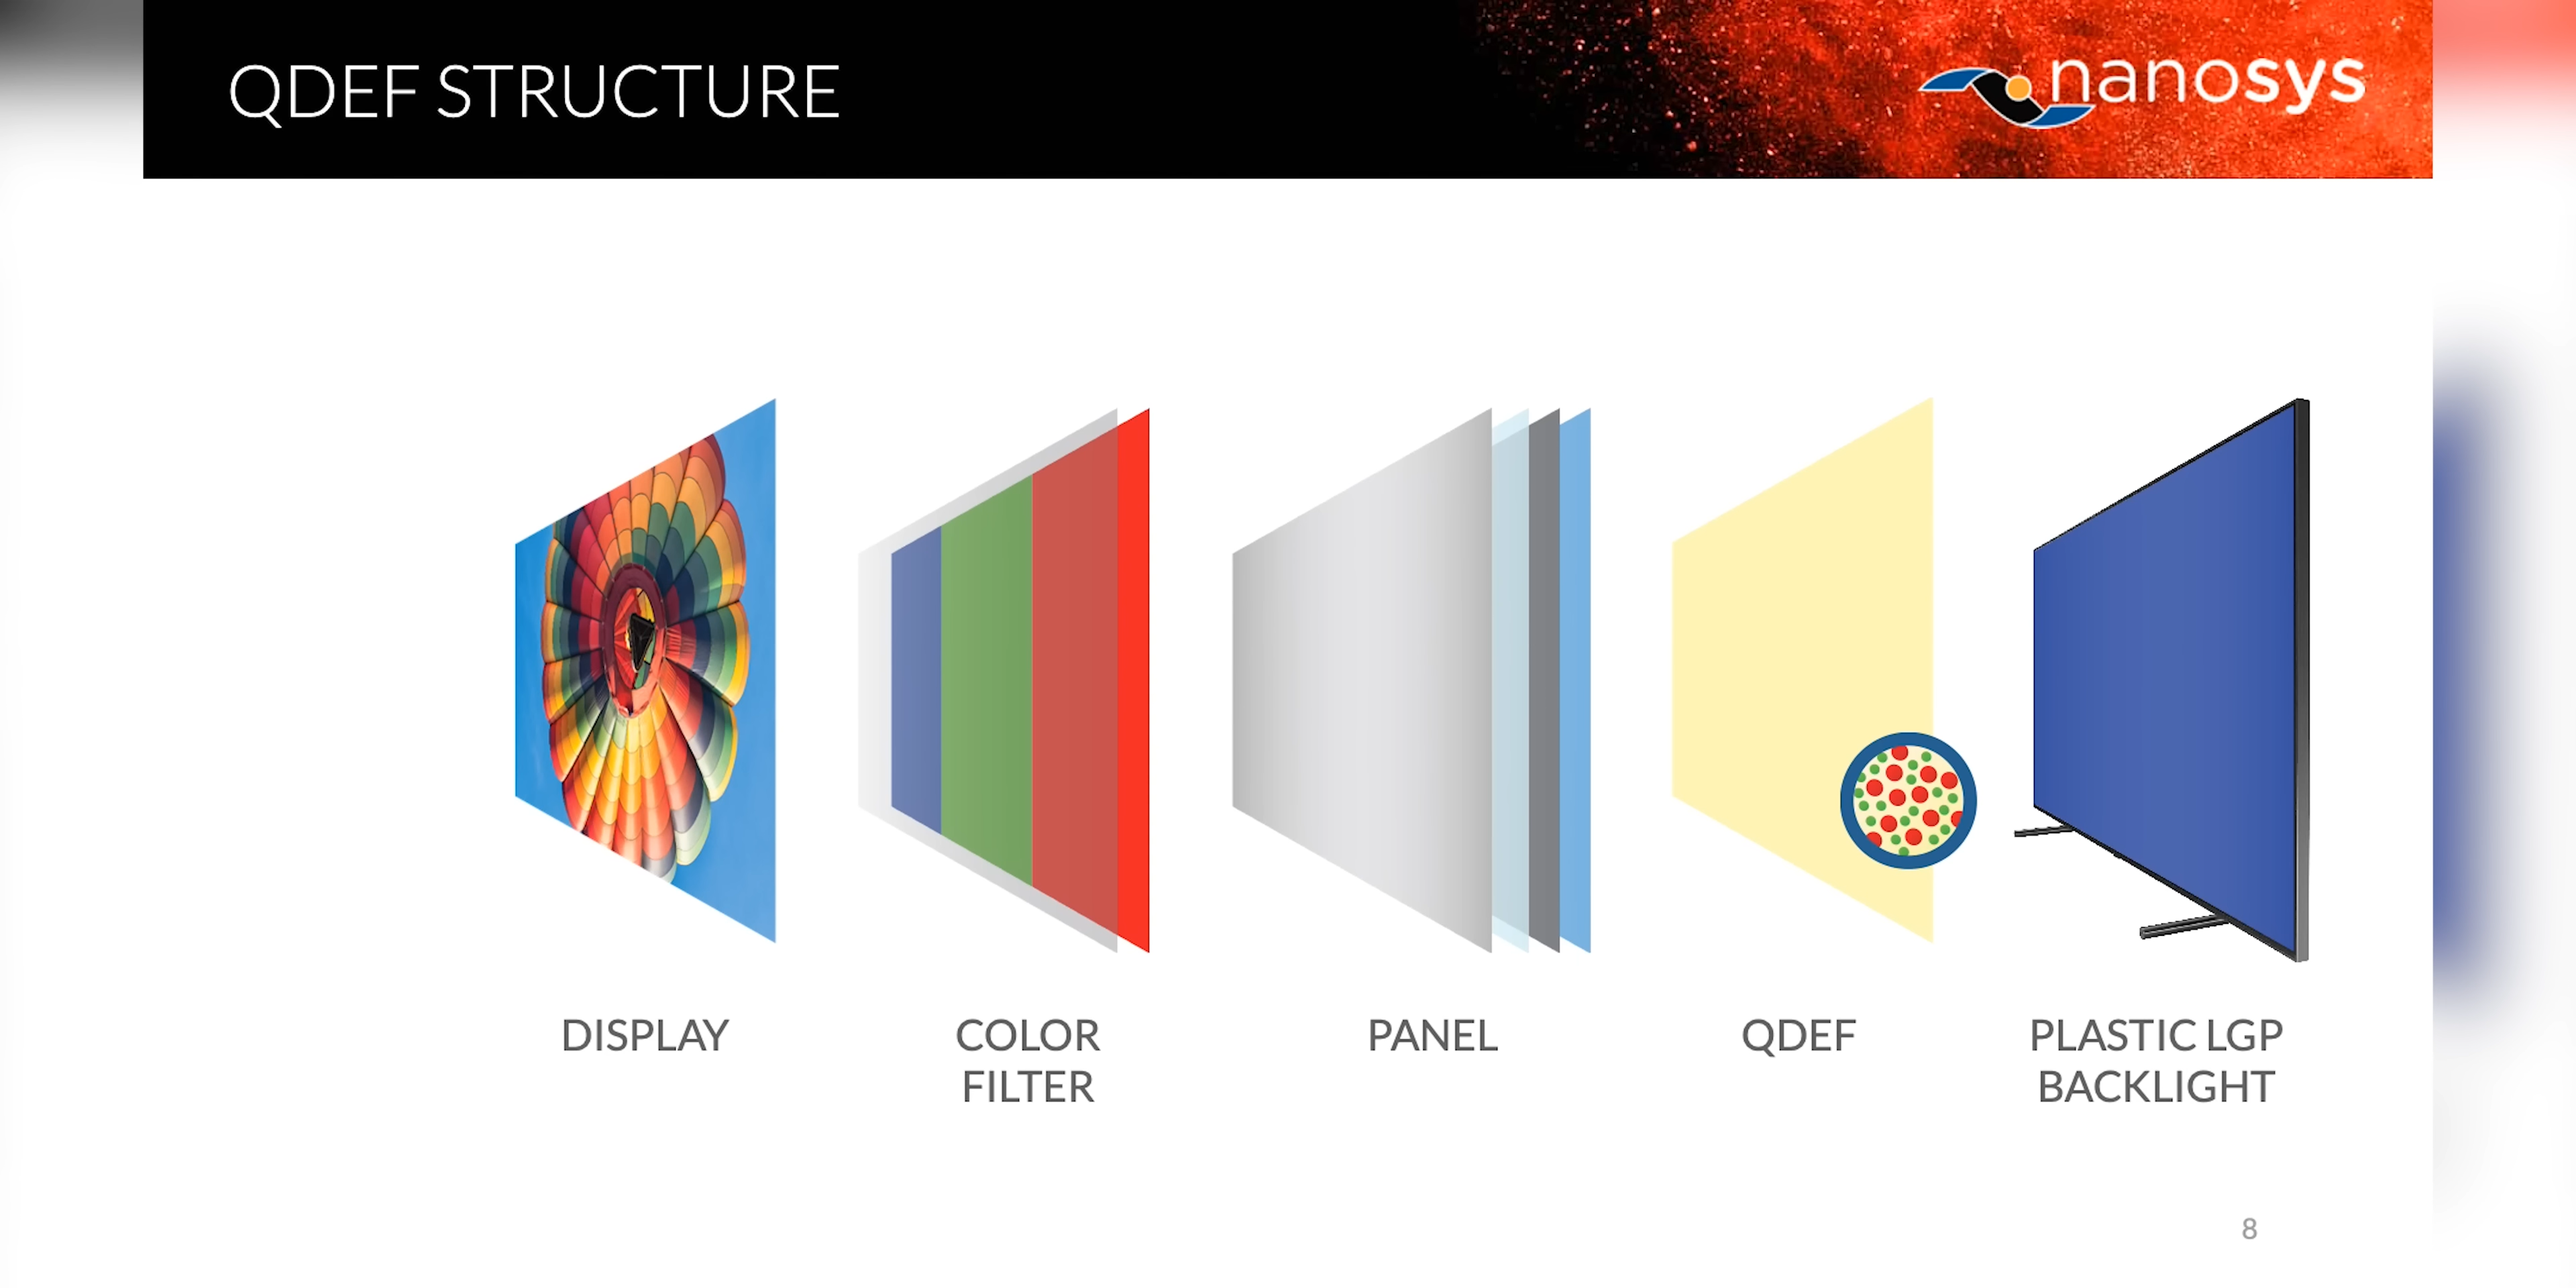 QDEF STRUCTURE
nanosys
DISPLAY
COLOR
FILTER
PANEL
QDEF
PLASTIC LGP
BACKLIGHT
8